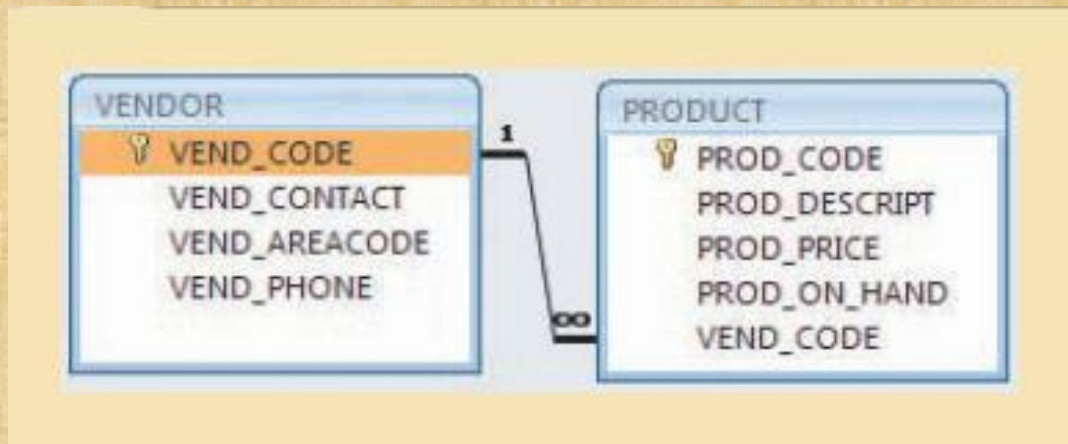 VENDOR
VEND_CODE
VEND_CONTACT
VEND_AREACODE
VEND_PHONE
1
∞
PRODUCT
PROD_CODE
PROD_DESCRIPT
PROD_PRICE
PROD_ON_HAND
VEND_CODE